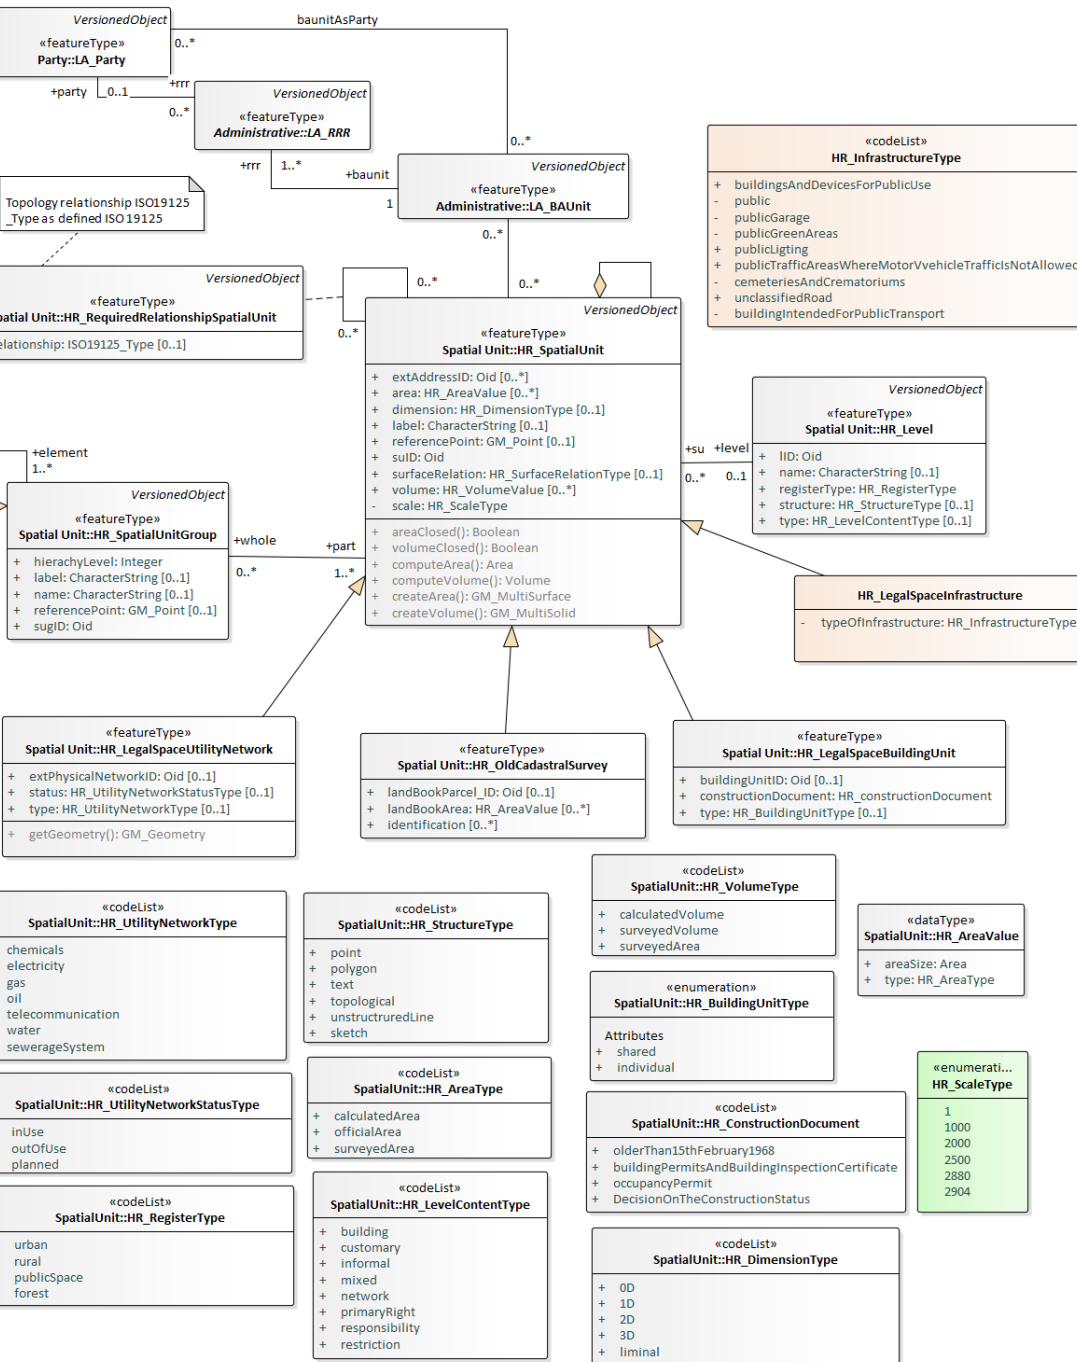 VersionedObject
«featureType»
Party::LA_Party
baunitAsParty
0..*
+party
0..1
+rrr
0..*
VersionedObject
«featureType»
Administrative::LA_RRR
+rrr
1..*
+baunit
1
0..*
VersionedObject
«featureType»
Administrative::LA_BAUnit
0..*
0..*
«codeList»
HR_InfrastructureType
+ buildingsAndDevicesForPublicUse
- public
- publicGarage
- publicGreenAreas
+ publicLigting
+ publicTrafficAreasWhereMotorVvehicleTrafficIsNotAllowed
- cemeteriesAndCrematoriums
+ unclassifiedRoad
- buildingIntendedForPublicTransport
Topology relationship ISO19125
_Type as defined ISO 19125
VersionedObject
«featureType»
patial Unit::HR_RequiredRelationshipSpatialUnit
elationship: ISO19125_Type [0..1]
0..*
0..*
VersionedObject
«featureType»
Spatial Unit::HR_SpatialUnit
+ extAddressID: Oid [0..*]
+ area: HR_AreaValue [0..*]
+ dimension: HR_DimensionType [0..1]
+ label: CharacterString [0..1]
+ referencePoint: GM_Point [0..1]
+ suID: Oid
+ surfaceRelation: HR_SurfaceRelationType [0..1]
+ volume: HR_VolumeValue [0..*]
- scale: HR_ScaleType
+ areaClosed(): Boolean
+ volumeClosed(): Boolean
+ computeArea(): Area
+ computeVolume(): Volume
+ createArea(): GM_MultiSurface
+ createVolume(): GM_MultiSolid
+su
0..*
+level
0..1
VersionedObject
«featureType»
Spatial Unit::HR_Level
+ lID: Oid
+ name: CharacterString [0..1]
+ registerType: HR_RegisterType
+ structure: HR_StructureType [0..1]
+ type: HR_LevelContentType [0..1]
+element
1..*
VersionedObject
«featureType»
Spatial Unit::HR_SpatialUnitGroup
+ hierachyLevel: Integer
+ label: CharacterString [0..1]
+ name: CharacterString [0..1]
+ referencePoint: GM_Point [0..1]
+ sugID: Oid
+whole
0..*
+part
1..*
HR_LegalSpaceInfrastructure
- typeOfInfrastructure: HR_InfrastructureType
«featureType»
Spatial Unit::HR_LegalSpaceUtilityNetwork
+ extPhysicalNetworkID: Oid [0..1]
+ status: HR_UtilityNetworkStatusType [0..1]
+ type: HR_UtilityNetworkType [0..1]
+ getGeometry(): GM_Geometry
«featureType»
Spatial Unit::HR_OldCadastralSurvey
+ landBookParcel_ID: Oid [0..1]
+ landBookArea: HR_AreaValue [0..*]
+ identification [0..*]
«featureType»
Spatial Unit::HR_LegalSpaceBuildingUnit
+ buildingUnitID: Oid [0..1]
+ constructionDocument: HR_constructionDocument
+ type: HR_BuildingUnitType [0..1]
«codeList»
SpatialUnit::HR_UtilityNetworkType
chemicals
electricity
gas
oil
telecommunication
water
sewerageSystem
«codeList»
SpatialUnit::HR_StructureType
+ point
+ polygon
+ text
+ topological
+ unstructruredLine
+ sketch
«codeList»
SpatialUnit::HR_VolumeType
+ calculatedVolume
+ surveyedVolume
+ surveyedArea
«dataType»
SpatialUnit::HR_AreaValue
+ areaSize: Area
+ type: HR_AreaType
«enumeration»
SpatialUnit::HR_BuildingUnitType
Attributes
+ shared
+ individual
«codeList»
SpatialUnit::HR_UtilityNetworkStatusType
inUse
outOfUse
planned
«codeList»
SpatialUnit::HR_AreaType
+ calculatedArea
+ officialArea
+ surveyedArea
«codeList»
SpatialUnit::HR_ConstructionDocument
+ olderThan15thFebruary1968
+ buildingPermitsAndBuildingInspectionCertificate
+ occupancyPermit
+ DecisionOnTheConstructionStatus
«enumerati...
HR_ScaleType
1
1000
2000
2500
2880
2904
«codeList»
SpatialUnit::HR_RegisterType
urban
rural
publicSpace
forest
«codeList»
SpatialUnit::HR_LevelContentType
+ building
+ customary
+ informal
+ mixed
+ network
+ primaryRight
+ responsibility
+ restriction
«codeList»
SpatialUnit::HR_DimensionType
+ 0D
+ 1D
+ 2D
+ 3D
+ liminal